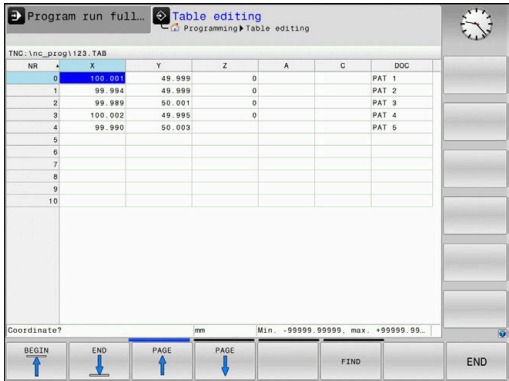 Program run full… Table editing
Programming Table editing
TNC:\nc_prog\123.TAB
NR X Y Z A C DOC
0 100.001 49.999 0 PAT 1
1 99.994 49.999 0 PAT 2
2 99.989 50.001 0 PAT 3
3 100.002 49.995 0 PAT 4
4 99.990 50.003 PAT 5
5
6
7
8
9
10
Coordinate? mm Min. -99999.99999, max. +99999.99…
BEGIN END PAGE PAGE FIND END